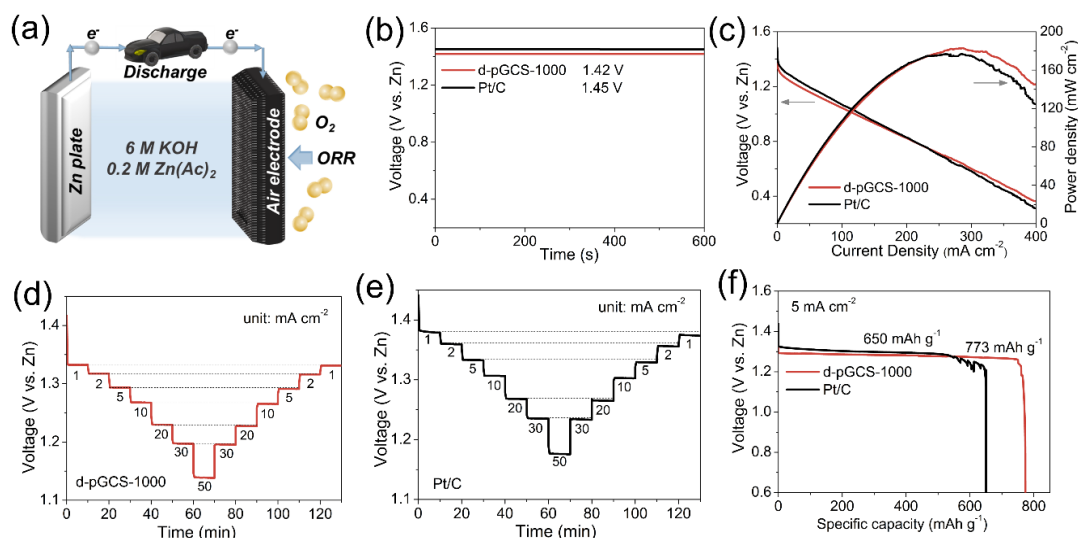 (a)
e-
e-
Discharge
Zn plate
6 M KOH
0.2 M Zn(Ac)2
Air electrode
O2
ORR
(b)
Voltage (V vs. Zn)
1.6
1.2
0.8
0.4
d-pGCS-1000 1.42 V
Pt/C 1.45 V
0 200 400 600
Time (s)
(c)
Voltage (V vs. Zn)
1.6
1.2
0.8
0.4
d-pGCS-1000
Pt/C
200
160
120
80
40
0
Power density (mW cm-2)
0 100 200 300 400
Current Density (mA cm-2)
(d)
Voltage (V vs. Zn)
1.4
1.3
1.2
1.1
unit: mA cm-2
1 2 5 10 20 30 50 30 20 10 5 2 1
d-pGCS-1000
0 20 40 60 80 100 120
Time (min)
(e)
Voltage (V vs. Zn)
1.4
1.3
1.2
1.1
unit: mA cm-2
1 2 5 10 20 30 50 30 20 10 5 2 1
Pt/C
0 20 40 60 80 100 120
Time (min)
(f)
Voltage (V vs. Zn)
1.6
1.4
1.2
1.0
0.8
0.6
5 mA cm-2
650 mAh g-1
773 mAh g-1
d-pGCS-1000
Pt/C
0 200 400 600 800
Specific capacity (mAh g-1)